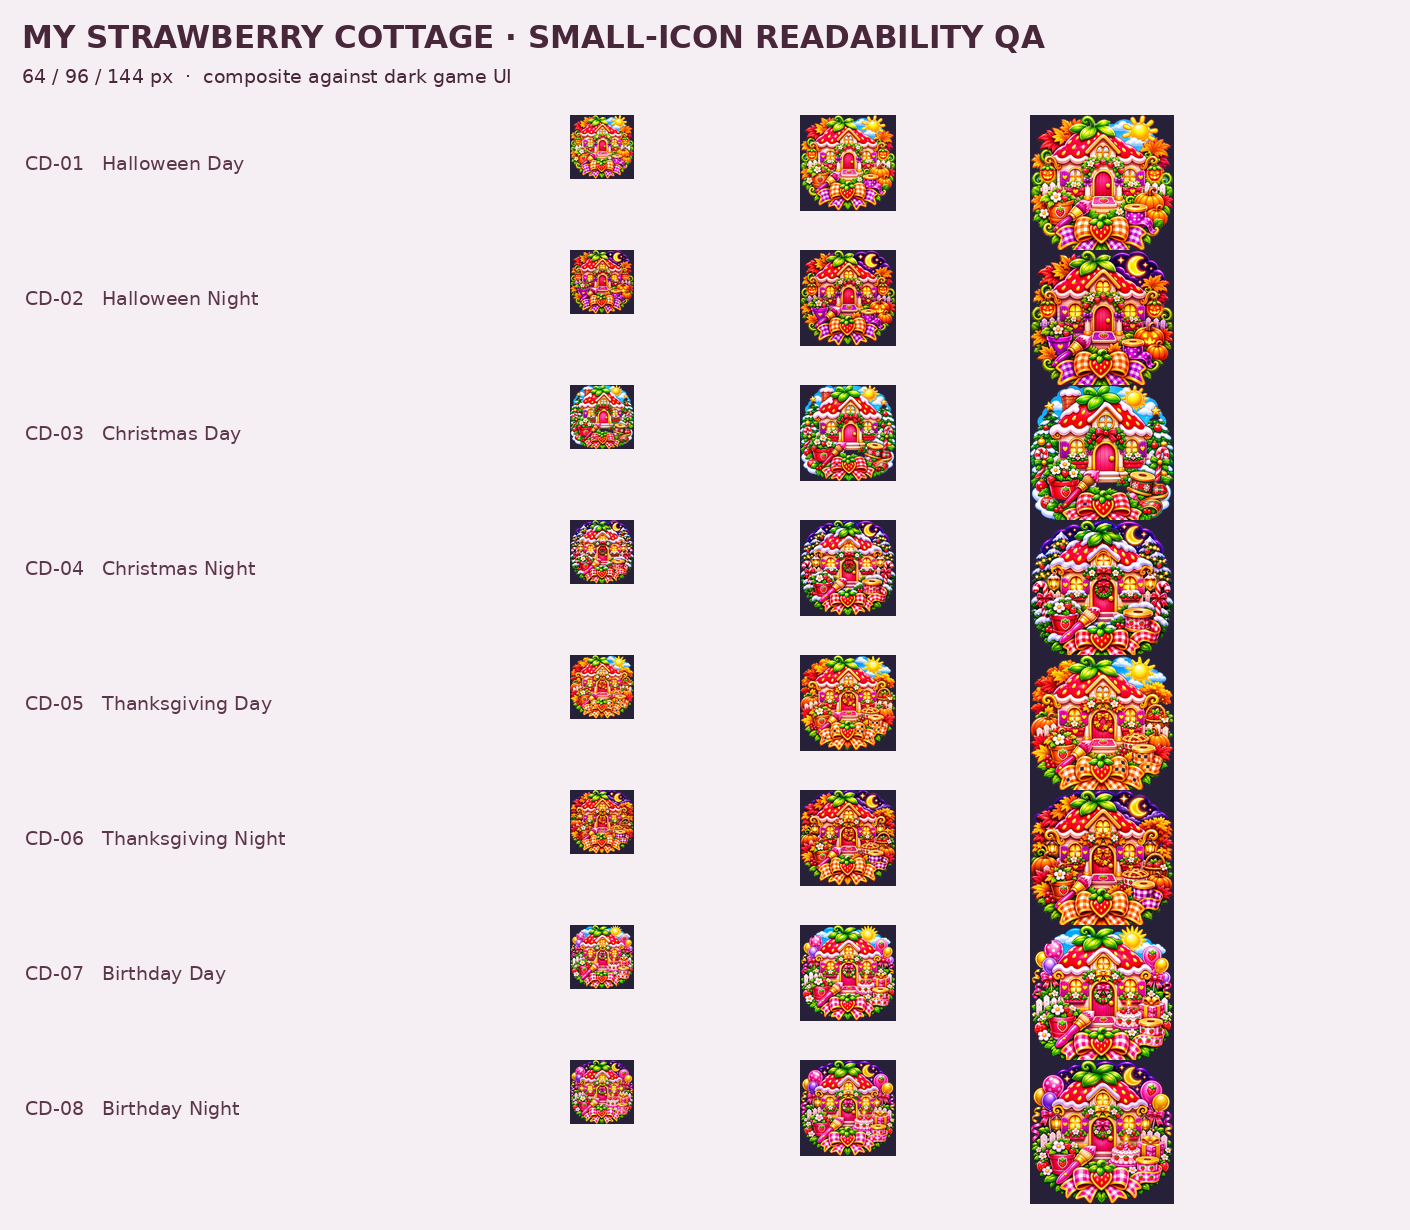 MY STRAWBERRY COTTAGE · SMALL-ICON READABILITY QA
64 / 96 / 144 px · composite against dark game UI
CD-01 Halloween Day
CD-02 Halloween Night
CD-03 Christmas Day
CD-04 Christmas Night
CD-05 Thanksgiving Day
CD-06 Thanksgiving Night
CD-07 Birthday Day
CD-08 Birthday Night